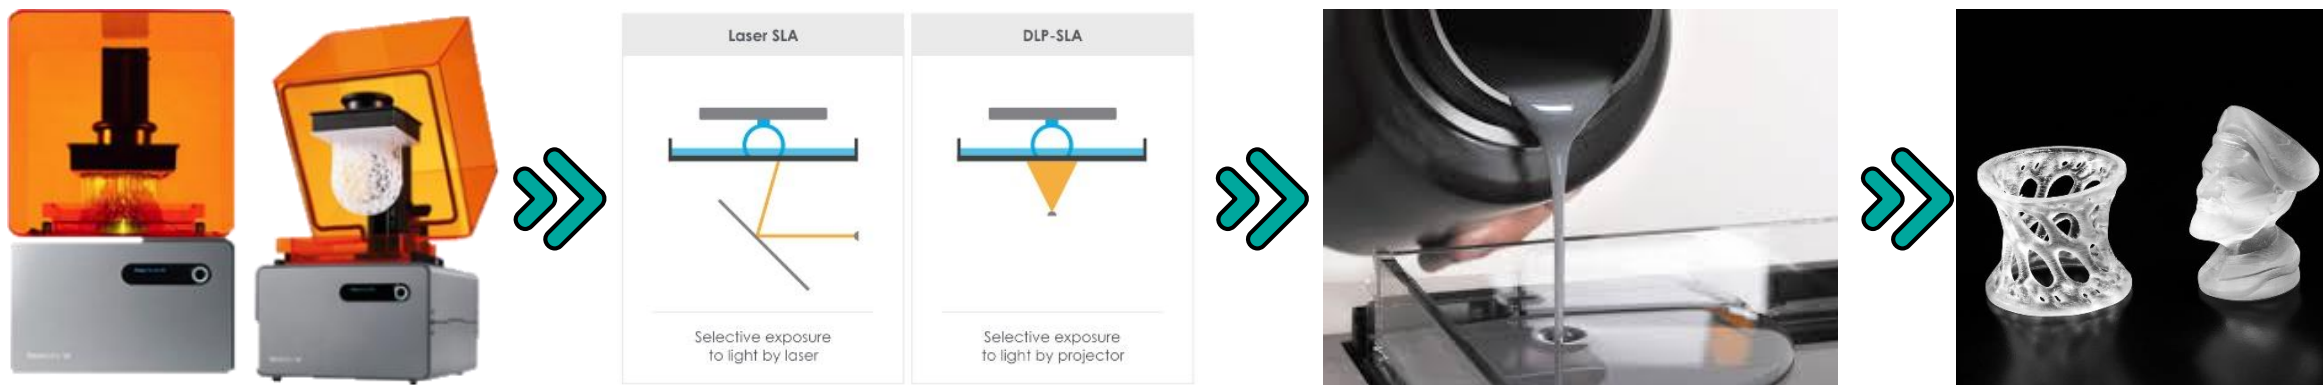 Laser SLA
DLP-SLA
Selective exposure
to light by laser
Selective exposure
to light by projector